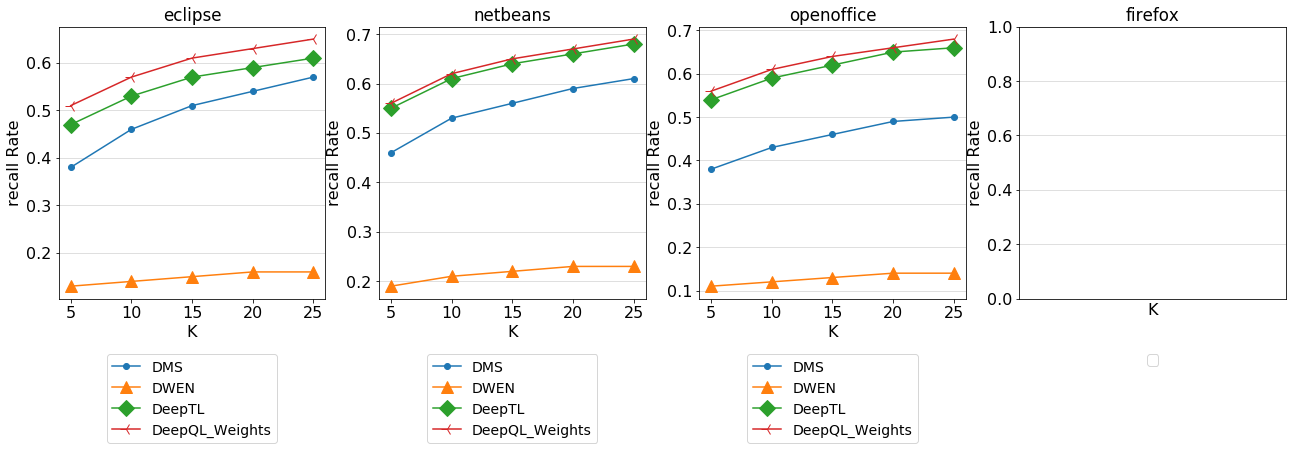 eclipse
recall Rate
0.6
0.5
0.4
0.3
0.2
5 10 15 20 25
K
DMS
DWEN
DeepTL
DeepQL_Weights
netbeans
recall Rate
0.7
0.6
0.5
0.4
0.3
0.2
5 10 15 20 25
K
DMS
DWEN
DeepTL
DeepQL_Weights
openoffice
recall Rate
0.7
0.6
0.5
0.4
0.3
0.2
0.1
5 10 15 20 25
K
DMS
DWEN
DeepTL
DeepQL_Weights
firefox
recall Rate
1.0
0.8
0.6
0.4
0.2
0.0
K